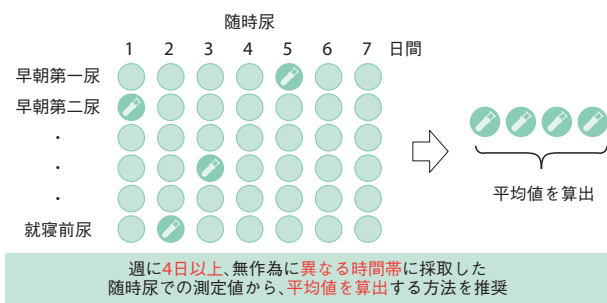 随時尿
1 2 3 4 5 6 7 日間
早朝第一尿
早朝第二尿
・
・
・
就寝前尿
平均値を算出
週に4日以上、無作為に異なる時間帯に採取した
随時尿での測定値から、平均値を算出する方法を推奨